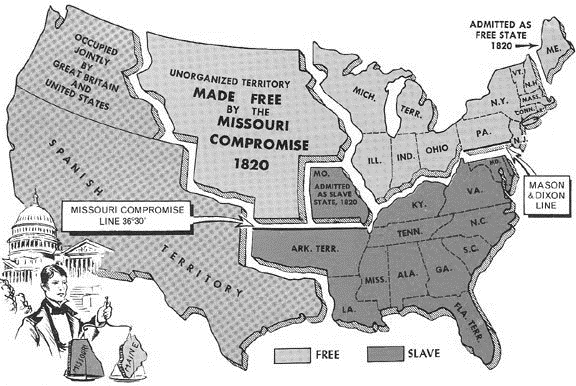 ADMITTED AS
FREE STATE
1820
ME.
OCCUPIED
JOINTLY
BY
GREAT BRITAIN
AND
UNITED STATES
UNORGANIZED TERRITORY
MADE FREE
BY THE
MISSOURI
COMPROMISE
1820
MICH.
TERR.
VT.
N.H.
MASS.
CONN.
N.Y.
PA.
N.J.
ILL.
IND.
OHIO
MASON
& DIXON
LINE
SPANISH
TERRITORY
MO.
ADMITTED
AS SLAVE
STATE, 1820
MISSOURI COMPROMISE
LINE 36°30'
MD.
VA.
KY.
N.C.
TENN.
S.C.
ARK. TERR.
MISS.
ALA.
GA.
LA.
FLA. TERR.
MISSOURI
MAINE
FREE
SLAVE